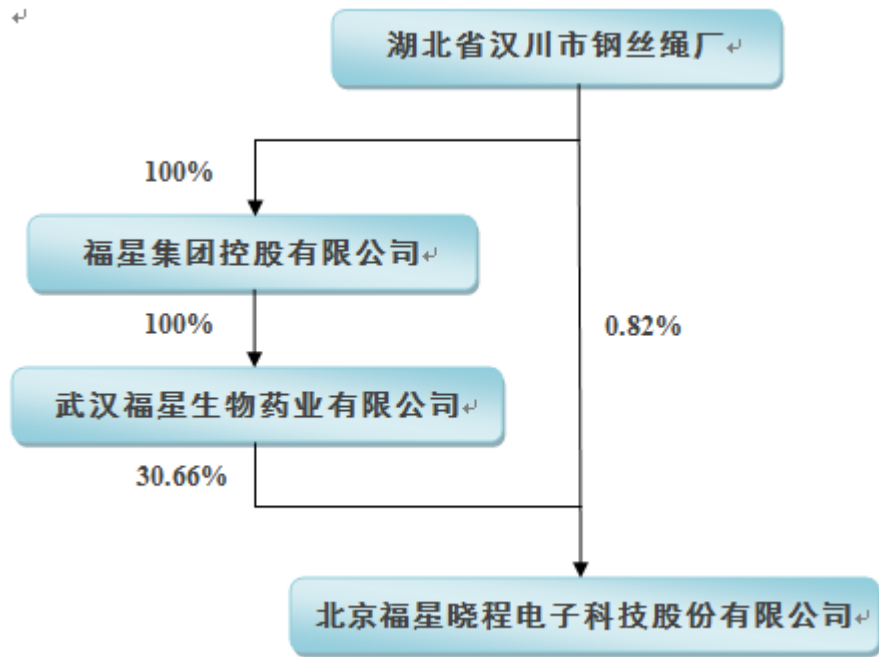 湖北省汉川市钢丝绳厂
100%
福星集团控股有限公司
100%
0.82%
武汉福星生物药业有限公司
30.66%
北京福星晓程电子科技股份有限公司